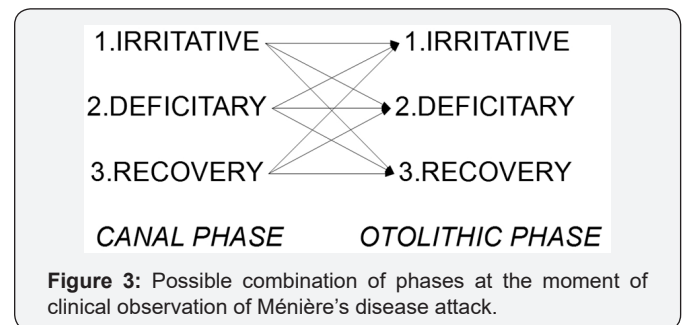 1.IRRITATIVE 1.IRRITATIVE
2.DEFICITARY 2.DEFICITARY
3.RECOVERY 3.RECOVERY
CANAL PHASE OTOLITHIC PHASE
Figure 3: Possible combination of phases at the moment of
clinical observation of Ménière's disease attack.